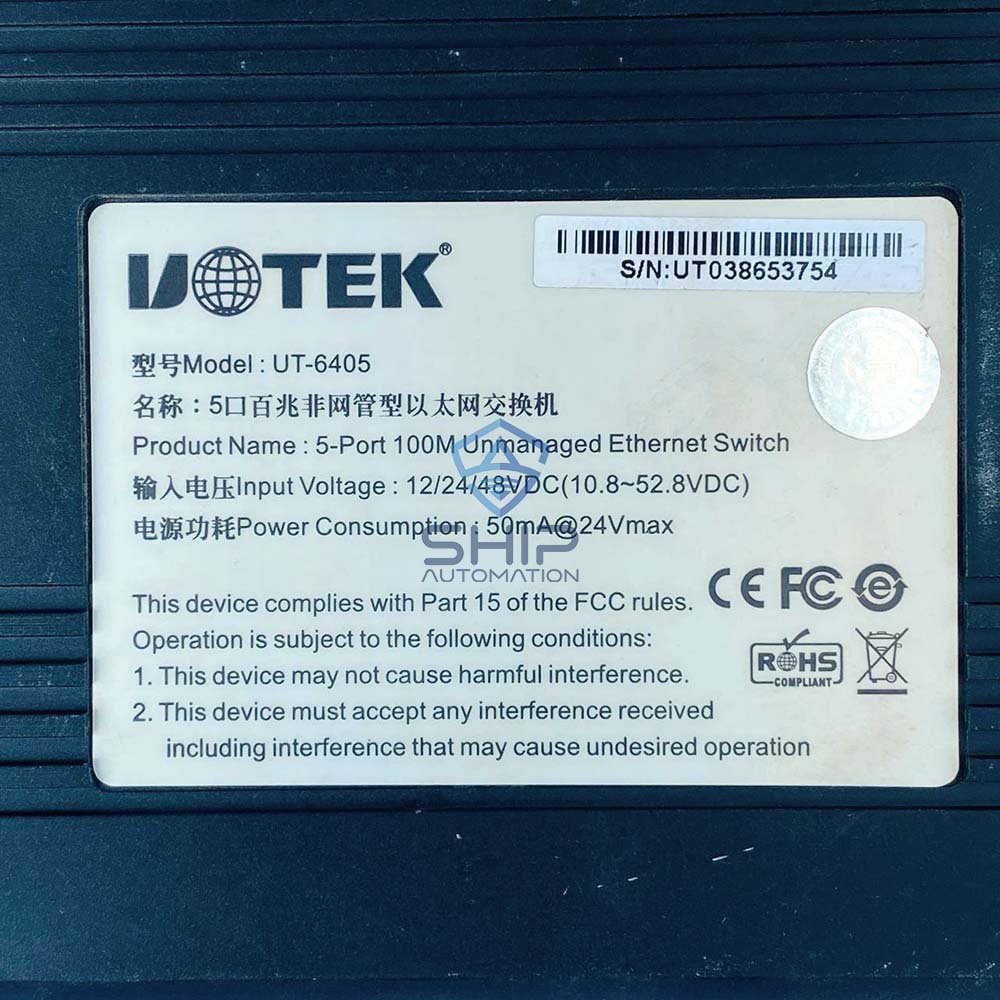 UOTEK®
S/N:UT038653754
型号Model : UT-6405
名称：5口百兆非网管型以太网交换机
Product Name : 5-Port 100M Unmanaged Ethernet Switch
输入电压Input Voltage : 12/24/48VDC(10.8~52.8VDC)
电源功耗Power Consumption : 50mA@24Vmax
SHIP
AUTOMATION
This device complies with Part 15 of the FCC rules.
CE FC e
Operation is subject to the following conditions:
1. This device may not cause harmful interference.
ROHS
COMPLIANT
2. This device must accept any interference received
including interference that may cause undesired operation